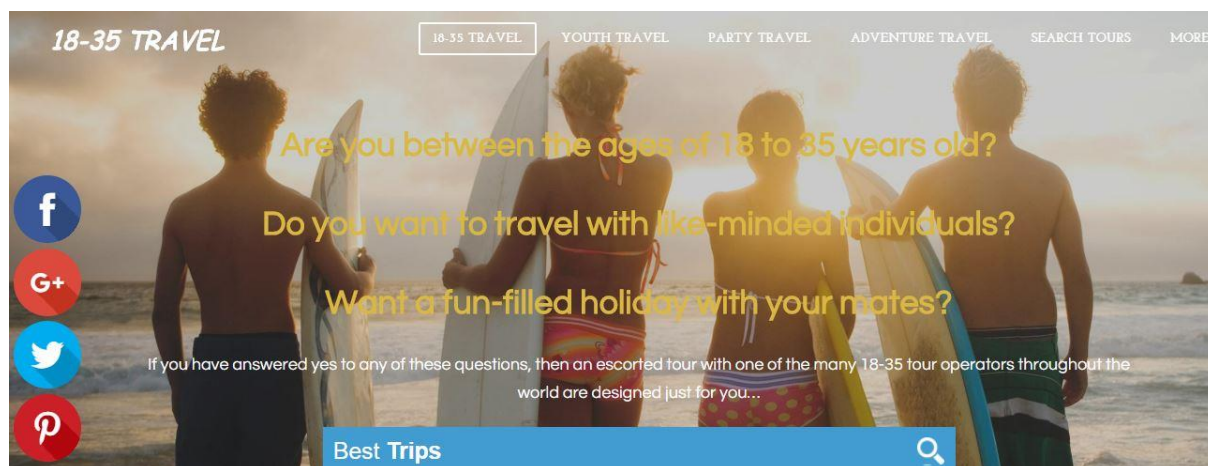 18-35 TRAVEL
18-35 TRAVEL YOUTH TRAVEL PARTY TRAVEL ADVENTURE TRAVEL SEARCH TOURS MORE
Are you between the ages of 18 to 35 years old?
Do you want to travel with like-minded individuals?
f
G+
Want a fun-filled holiday with your mates?
If you have answered yes to any of these questions, then an escorted tour with one of the many 18-35 tour operators throughout the
world are designed just for you...
Best Trips